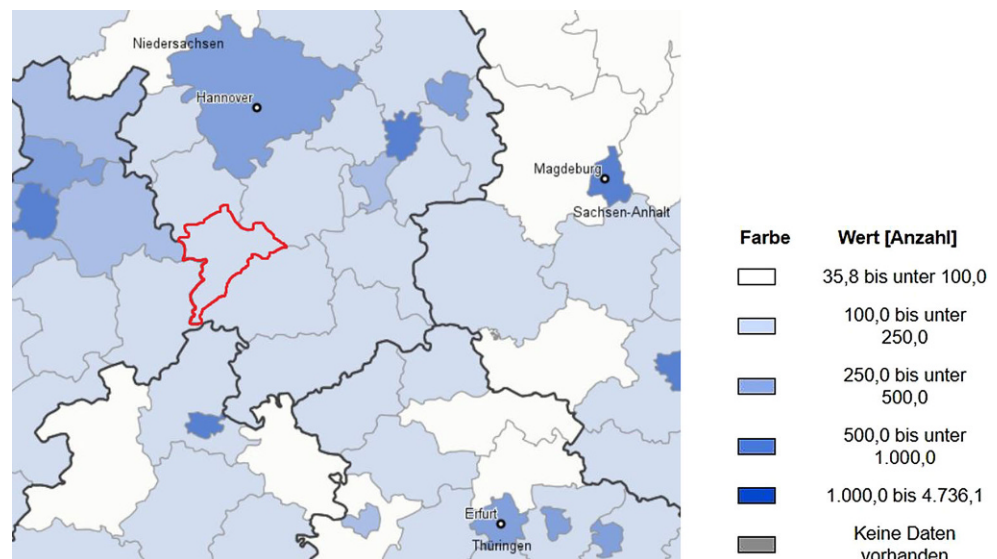 Niedersachsen
Hannover
Magdeburg
Sachsen-Anhalt
Erfurt
Thüringen
Farbe Wert [Anzahl]
35,8 bis unter 100,0
100,0 bis unter
250,0
250,0 bis unter
500,0
500,0 bis unter
1.000,0
1.000,0 bis 4.736,1
Keine Daten
vorhanden